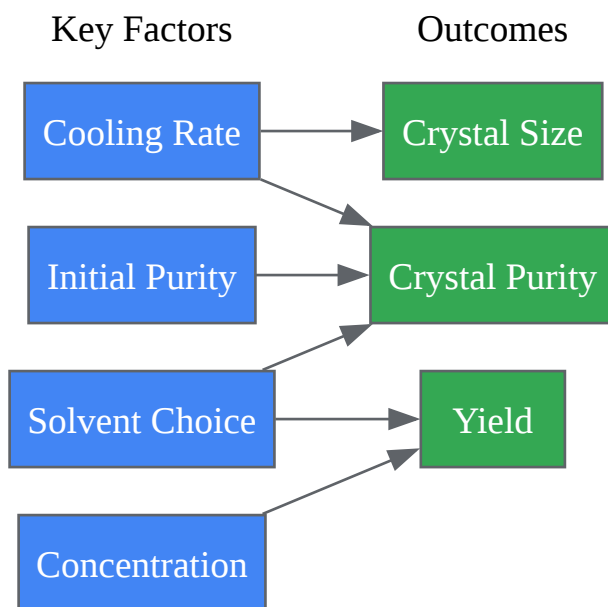 Key Factors
Outcomes
Cooling Rate
Crystal Size
Initial Purity
Crystal Purity
Solvent Choice
Yield
Concentration